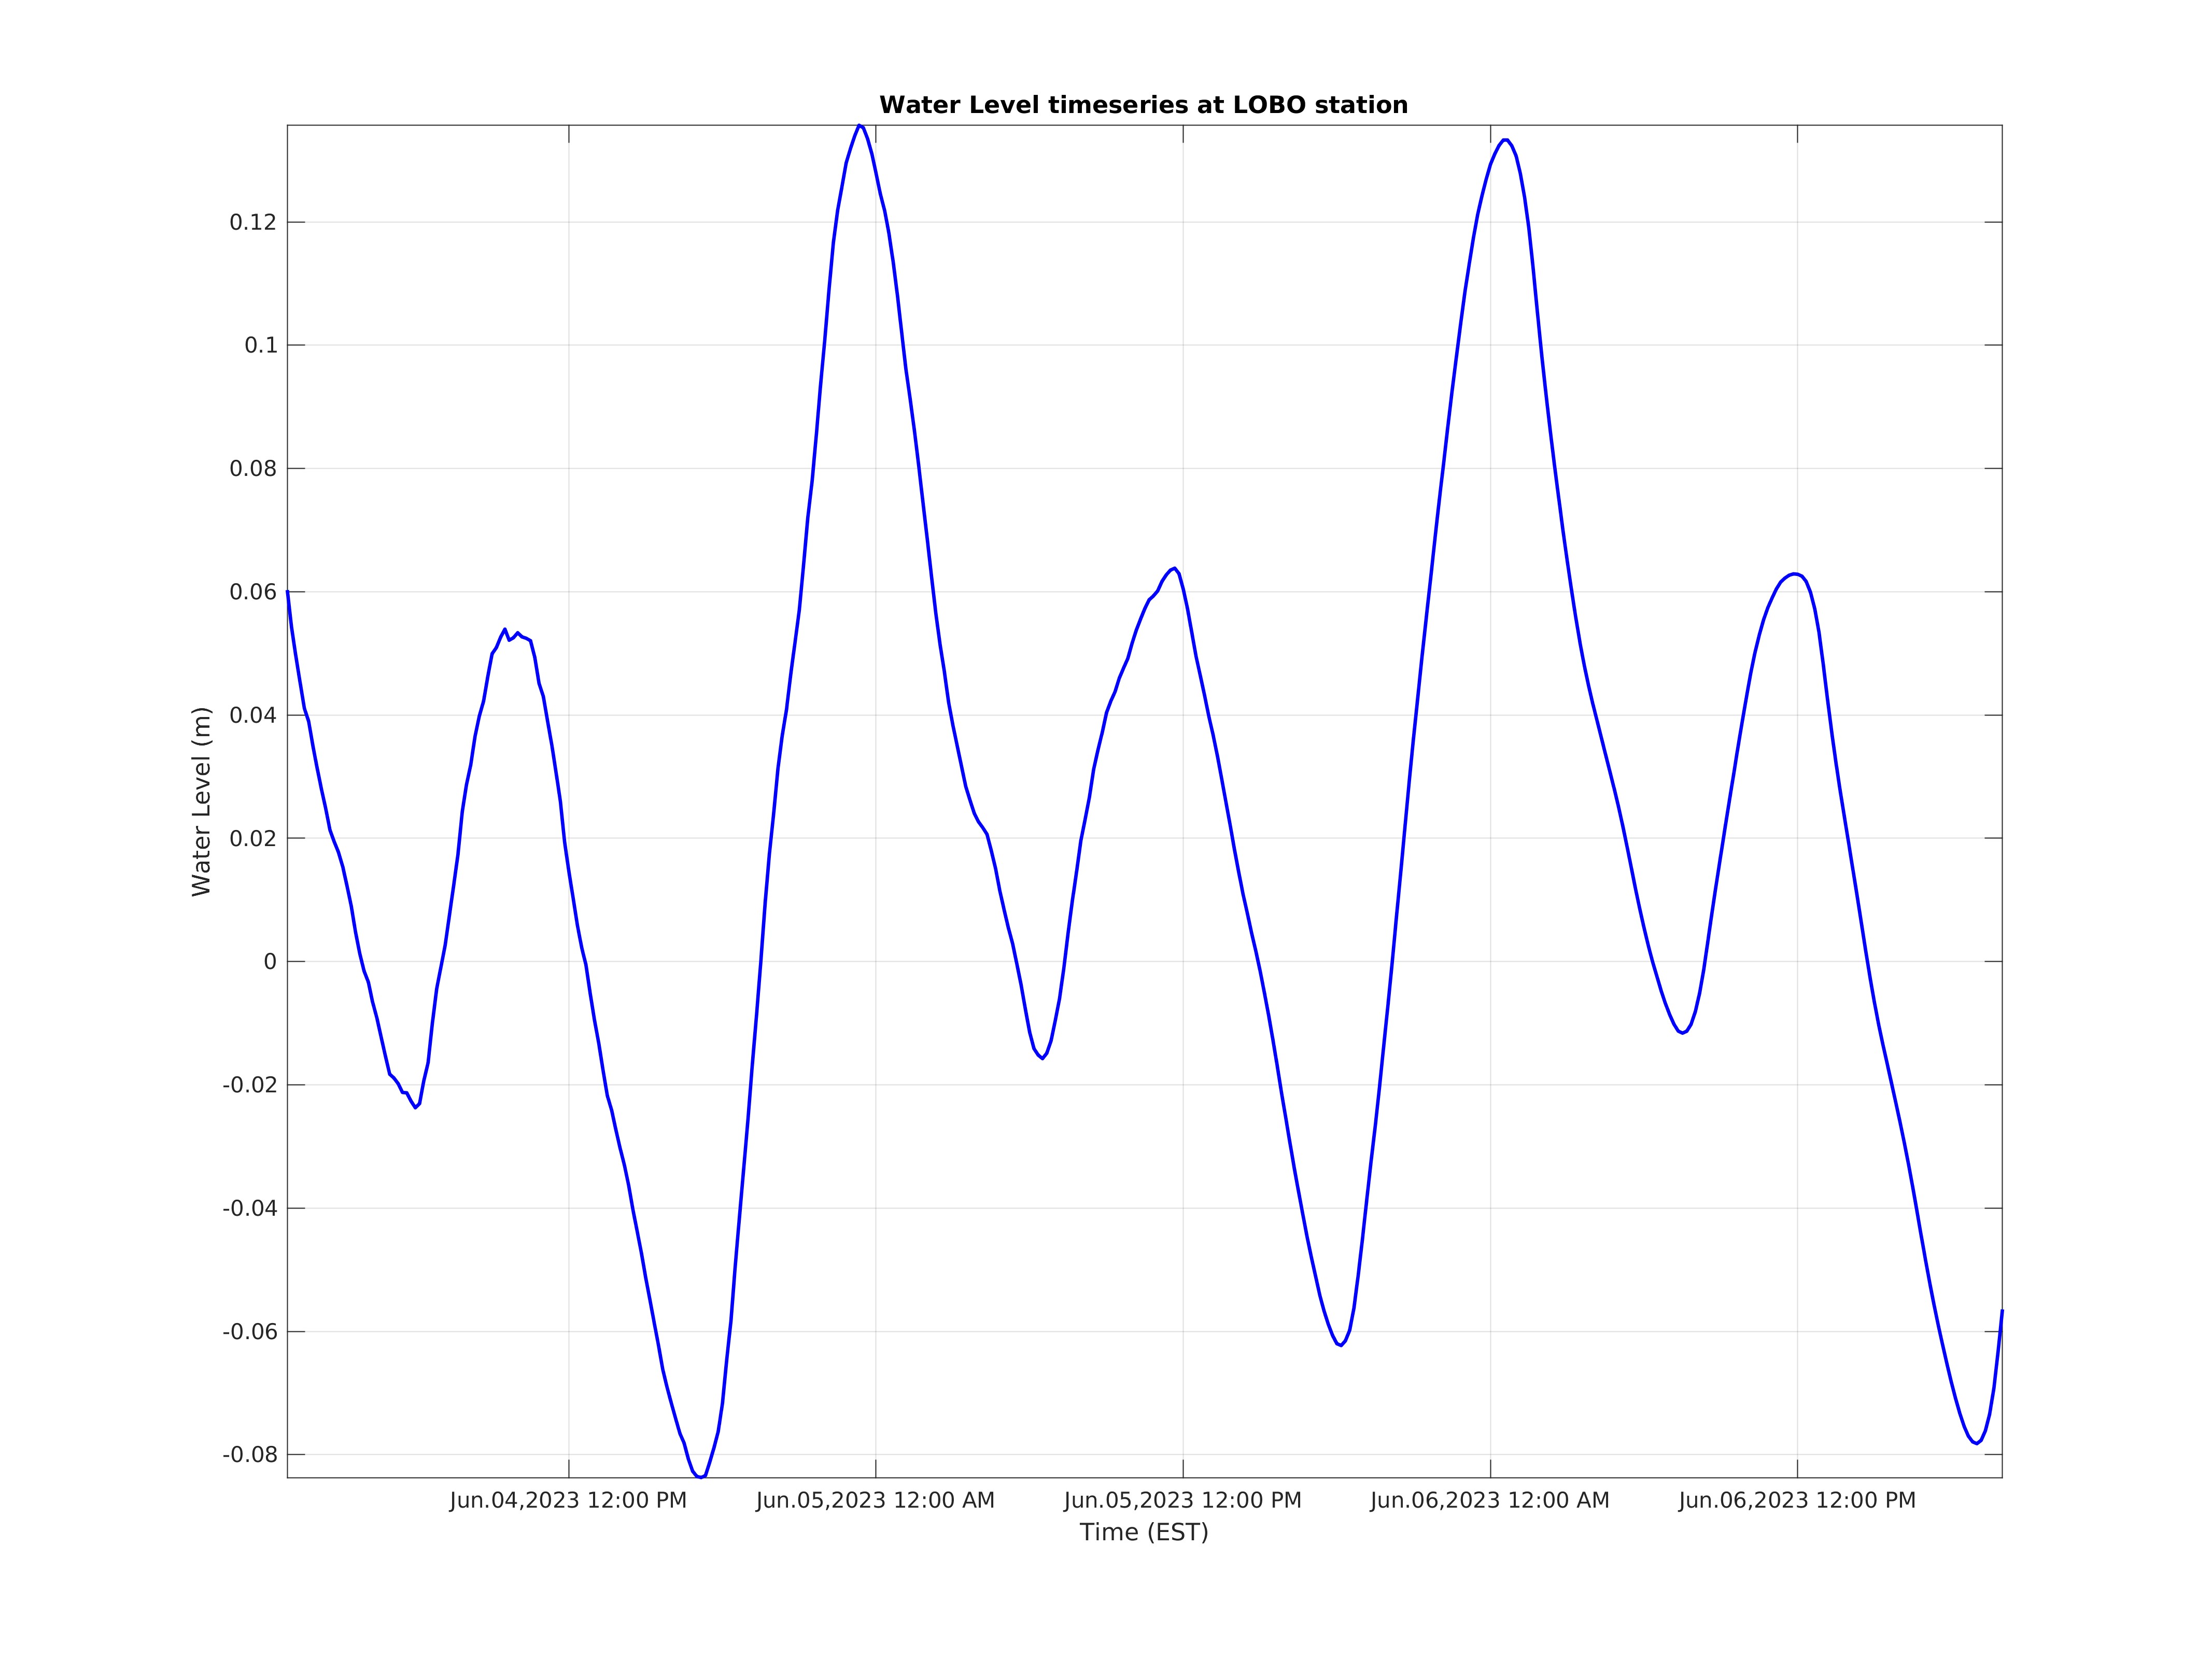 Water Level timeseries at LOBO station
0.12
0.1
0.08
0.06
0.04
0.02
0
-0.02
-0.04
-0.06
-0.08
Water Level (m)
Jun.04,2023 12:00 PM Jun.05,2023 12:00 AM Jun.05,2023 12:00 PM Jun.06,2023 12:00 AM Jun.06,2023 12:00 PM
Time (EST)